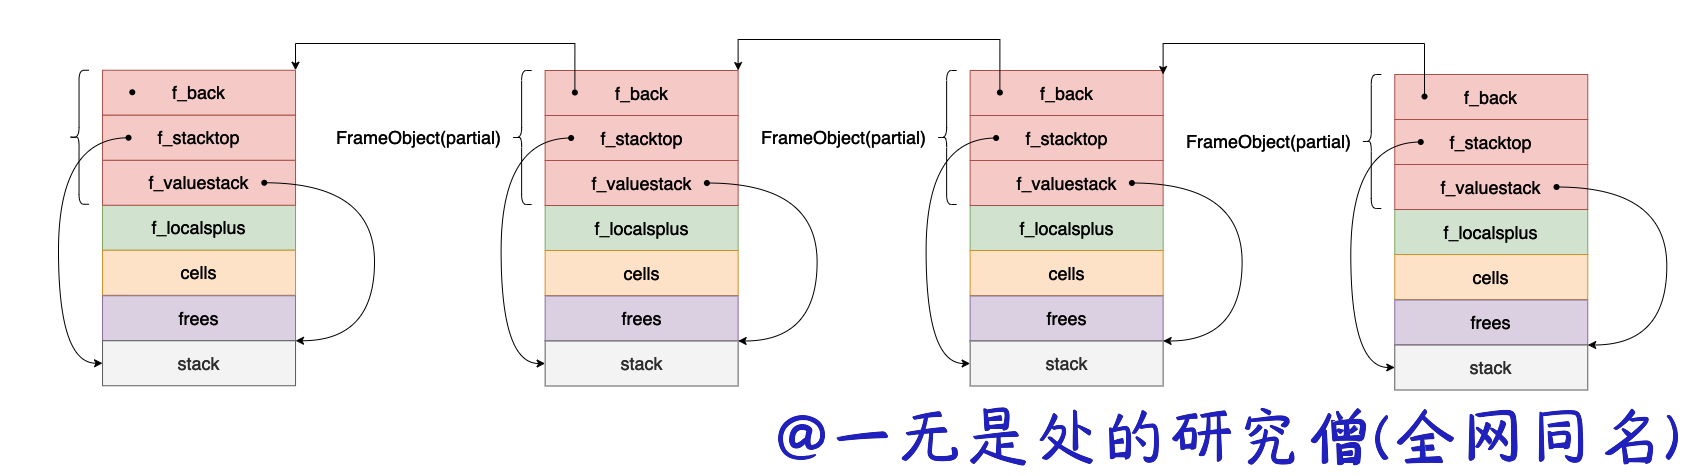 f_back
f_stacktop
f_valuestack
f_localsplus
cells
frees
stack
FrameObject(partial)
f_back
f_stacktop
f_valuestack
f_localsplus
cells
frees
stack
FrameObject(partial)
f_back
f_stacktop
f_valuestack
f_localsplus
cells
frees
stack
FrameObject(partial)
f_back
f_stacktop
f_valuestack
f_localsplus
cells
frees
stack
@一无是处的研究僧(全网同名)